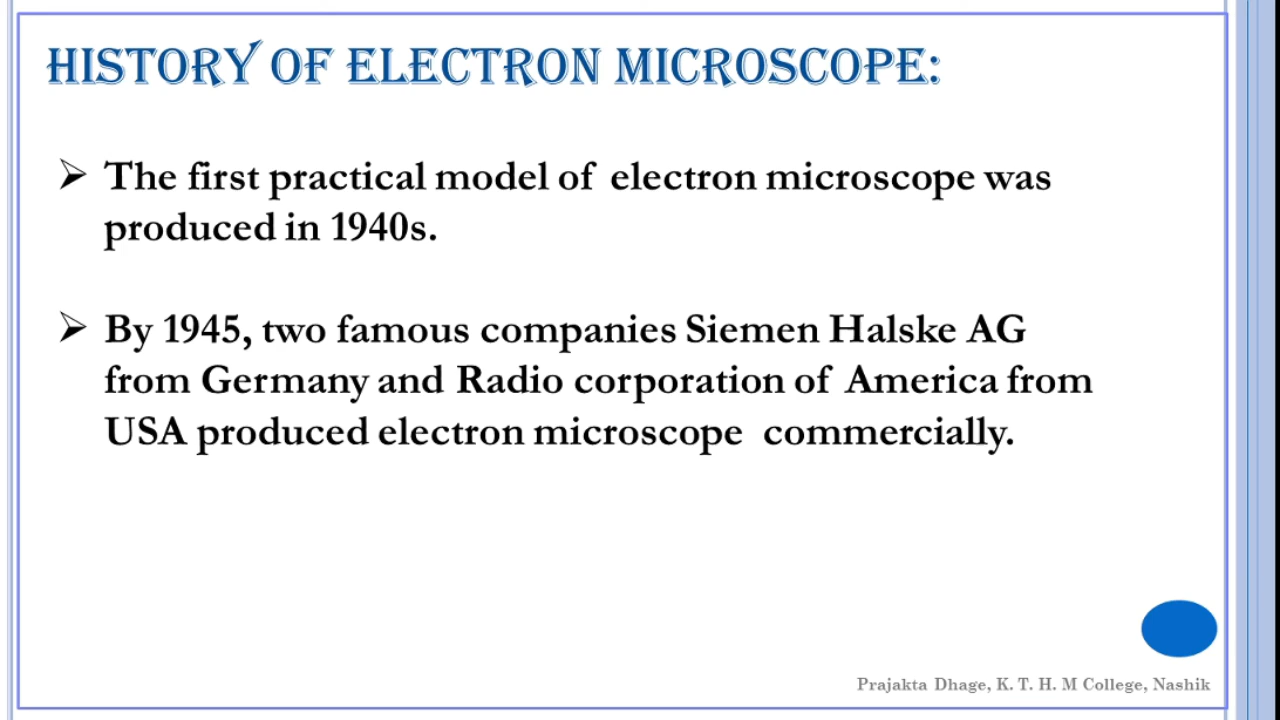 HISTORY OF ELECTRON MICROSCOPE:
➢ The first practical model of electron microscope was
produced in 1940s.
➢ By 1945, two famous companies Siemen Halske AG
from Germany and Radio corporation of America from
USA produced electron microscope commercially.
Prajakta Dhage, K. T. H. M College, Nashik